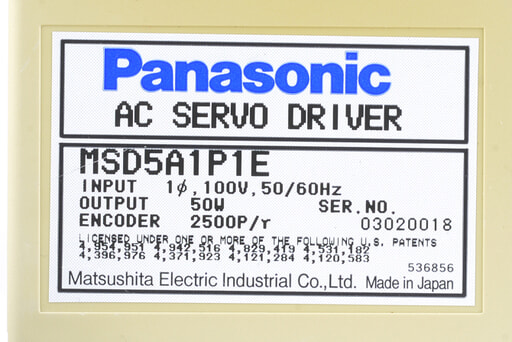 Panasonic
AC SERVO DRIVER
MSD5A1P1E
INPUT 1ϕ,100V,50/60Hz
OUTPUT 50W SER.NO.
ENCODER 2500P/r 03020018
LICENSED UNDER ONE OR MORE OF THE FOLLOWING U.S. PATENTS
4,954,951 4,942,516 4,829,419 4,531,182
4,396,976 4,371,923 4,121,284 4,120,583
536856
Matsushita Electric Industrial Co.,Ltd. Made in Japan